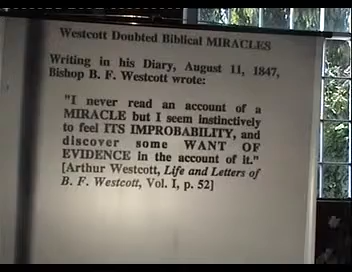 Westcott Doubted Biblical MIRACLES
Writing in his Diary, August 11, 1847,
Bishop B. F. Westcott wrote:
"I never read an account of a
MIRACLE but I seem instinctively
to feel ITS IMPROBABILITY, and
discover some WANT OF
EVIDENCE in the account of it."
[Arthur Westcott, Life and Letters of
B. F. Westcott, Vol. I, p. 52]